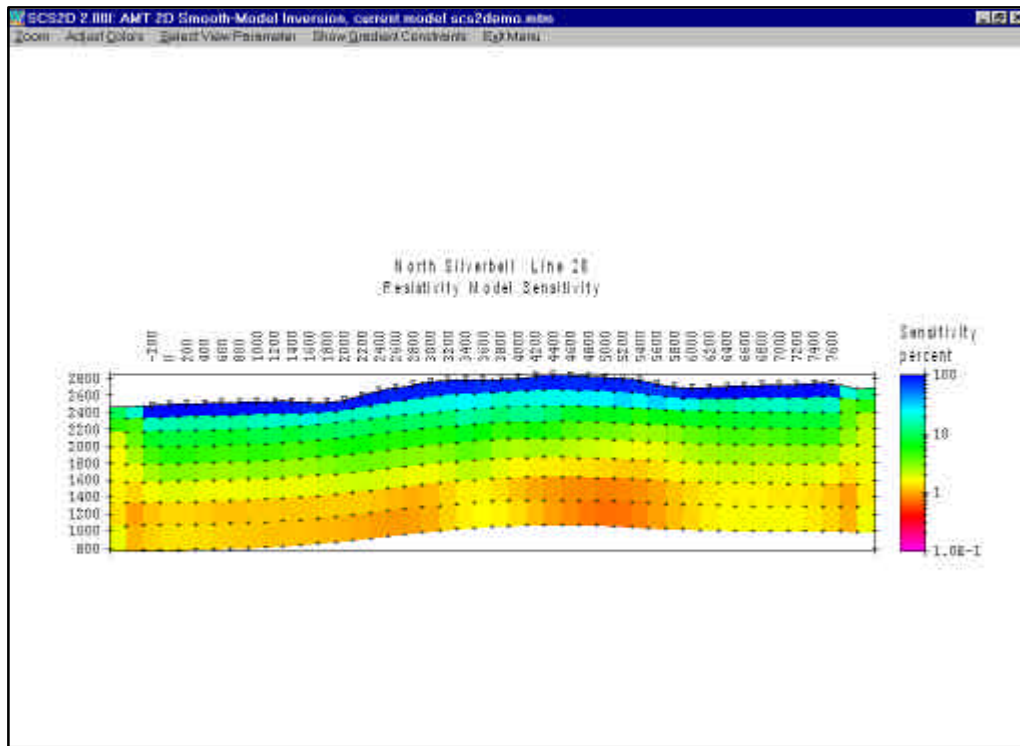 SCS2D 2.00f: AMT 2D Smooth-Model Inversion, current model scs2demo.mtm
Zoom Adjust Colors Select View Parameter Show Gradient Constraints Exit Menu
North Silverbell Line 20
Resistivity Model Sensitivity
-200 0 200 400 600 800 1000 1200 1400 1600 1800 2000 2200 2400 2600 2800 3000 3200 3400 3600 3800 4000 4200 4400 4600 4800 5000 5200 5400 5600 5800 6000 6200 6400 6600 6800 7000 7200 7400 7600
Sensitivity
percent
2800
2600
2400
2200
2000
1800
1600
1400
1200
1000
800
100
10
1
1.0E-1